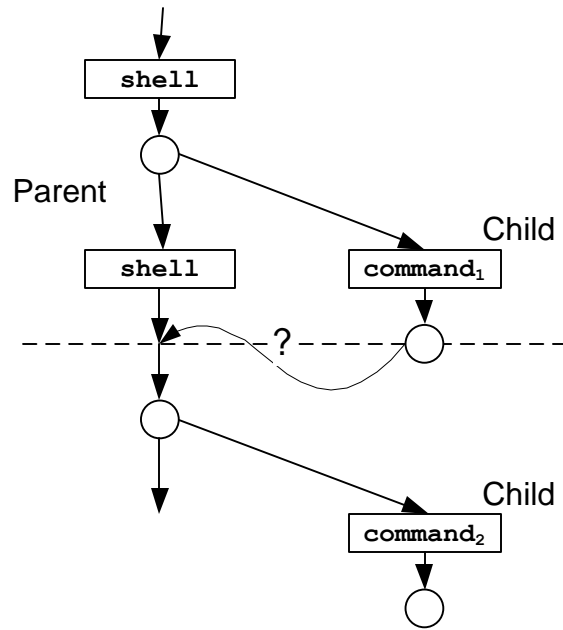 shell
Parent
Child
shell
command₁
?
Child
command₂